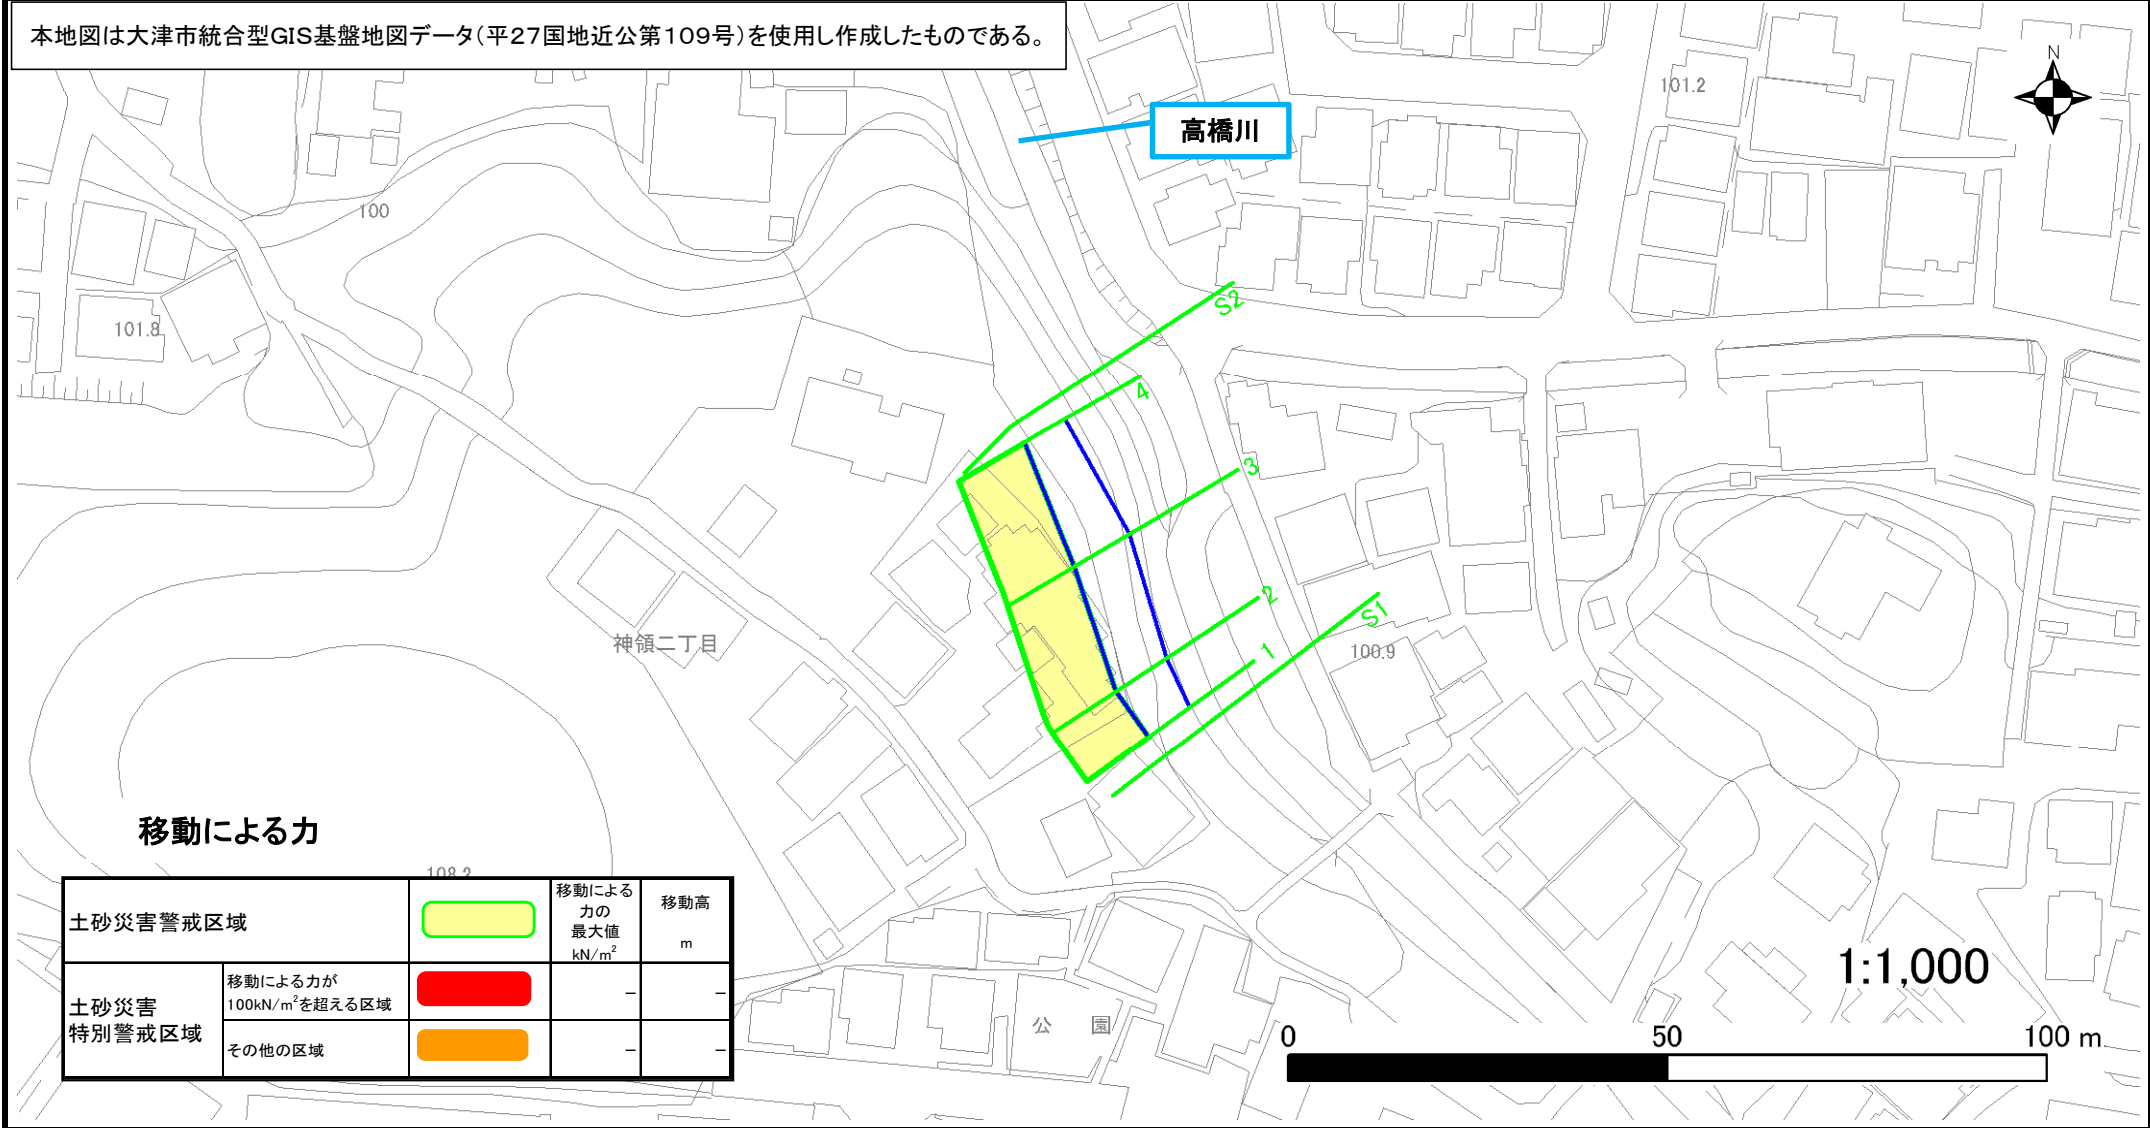 本地図は大津市統合型GIS基盤地図データ(平27国地近公第109号)を使用し作成したものである。
N
高橋川
101.2
100
101.8
S2
4
3
2
S1
1
神領二丁目
100.9
移動による力
108.2
土砂災害警戒区域
移動による
力の
最大値
kN/m²
移動高
m
土砂災害
特別警戒区域
移動による力が
100kN/m²を超える区域
－
－
その他の区域
－
－
公 園
1:1,000
0 50 100 m